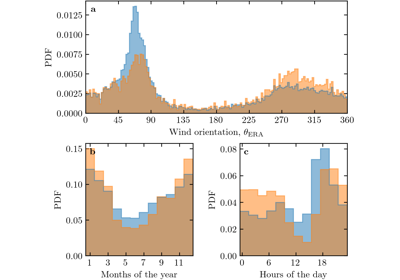 a
PDF
0.0125
0.0100
0.0075
0.0050
0.0025
0.0000
0 45 90 135 180 225 270 315 360
Wind orientation, θERA
b
PDF
0.15
0.10
0.05
0.00
1 3 5 7 9 11
Months of the year
c
PDF
0.08
0.06
0.04
0.02
0.00
0 6 12 18
Hours of the day